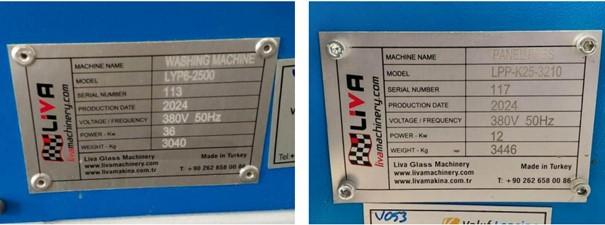 LiVA
livamachinery.com
MACHINE NAME WASHING MACHINE
MODEL LYP6-2500
SERIAL NUMBER 113
PRODUCTION DATE 2024
VOLTAGE / FREQUENCY 380V 50Hz
POWER - Kw 36
WEIGHT - Kg 3040
Liva Glass Machinery Made in Turkey
livamachinery.com
www.livamakina.com.tr T: +90 262 658 00 86
Tel
LiVA
livamachinery.com
MACHINE NAME
MODEL LPP-K25-3210
SERIAL NUMBER 117
PRODUCTION DATE 2024
VOLTAGE / FREQUENCY 380V 50Hz
POWER - Kw 12
WEIGHT - Kg 3446
Liva Glass Machinery Made in Turkey
livamachinery.com
www.livamakina.com.tr T: +90 262 658 00 86
V053